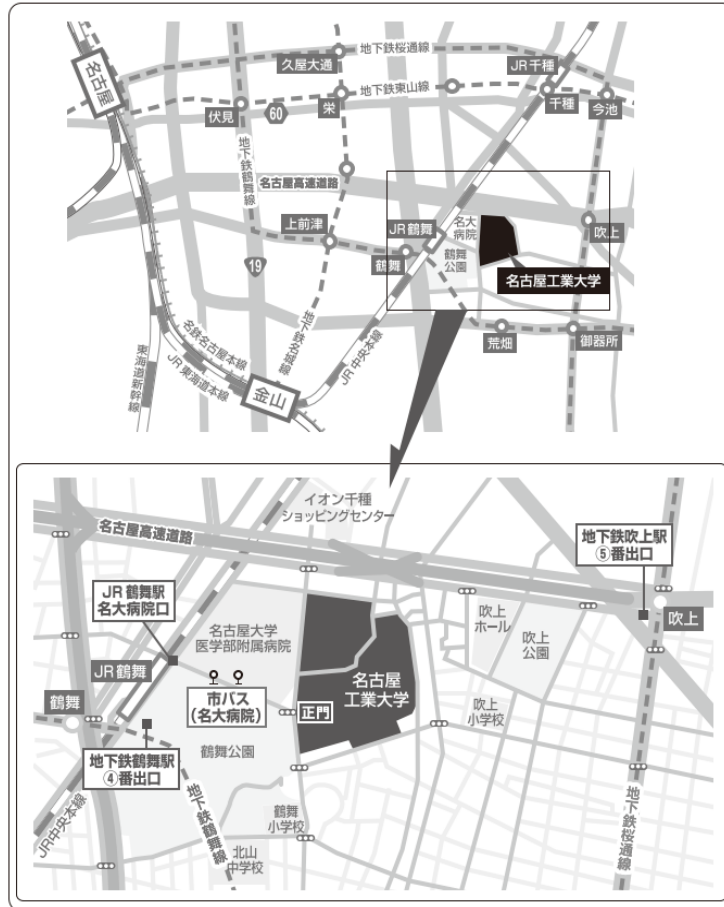 地下鉄桜通線
久屋大通
JR千種
名古屋
地下鉄東山線
栄
千種
今池
伏見
60
地下鉄鶴舞線
名古屋高速道路
上前津
JR鶴舞
名大
病院
吹上
鶴舞
鶴舞
公園
19
名古屋工業大学
地下鉄名城線
JR中央本線
荒畑
御器所
名鉄名古屋本線
JR東海道本線
東海道新幹線
金山
イオン千種
ショッピングセンター
名古屋高速道路
地下鉄吹上駅
⑤番出口
JR鶴舞駅
名大病院口
吹上
ホール
吹上
名古屋大学
医学部附属病院
吹上
公園
JR鶴舞
名古屋
工業大学
鶴舞
市バス
(名大病院)
正門
吹上
小学校
鶴舞公園
地下鉄鶴舞駅
④番出口
JR中央本線
地下鉄鶴舞線
鶴舞
小学校
地下鉄桜通線
北山
中学校